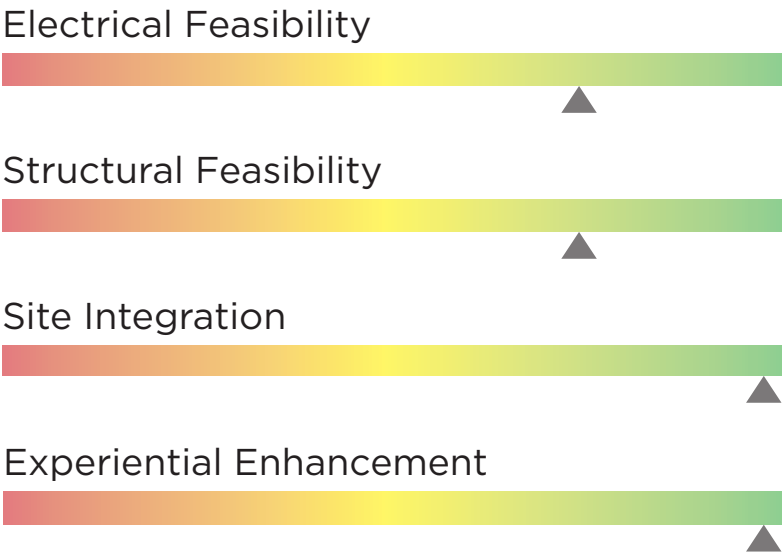 Electrical Feasibility
Structural Feasibility
Site Integration
Experiential Enhancement